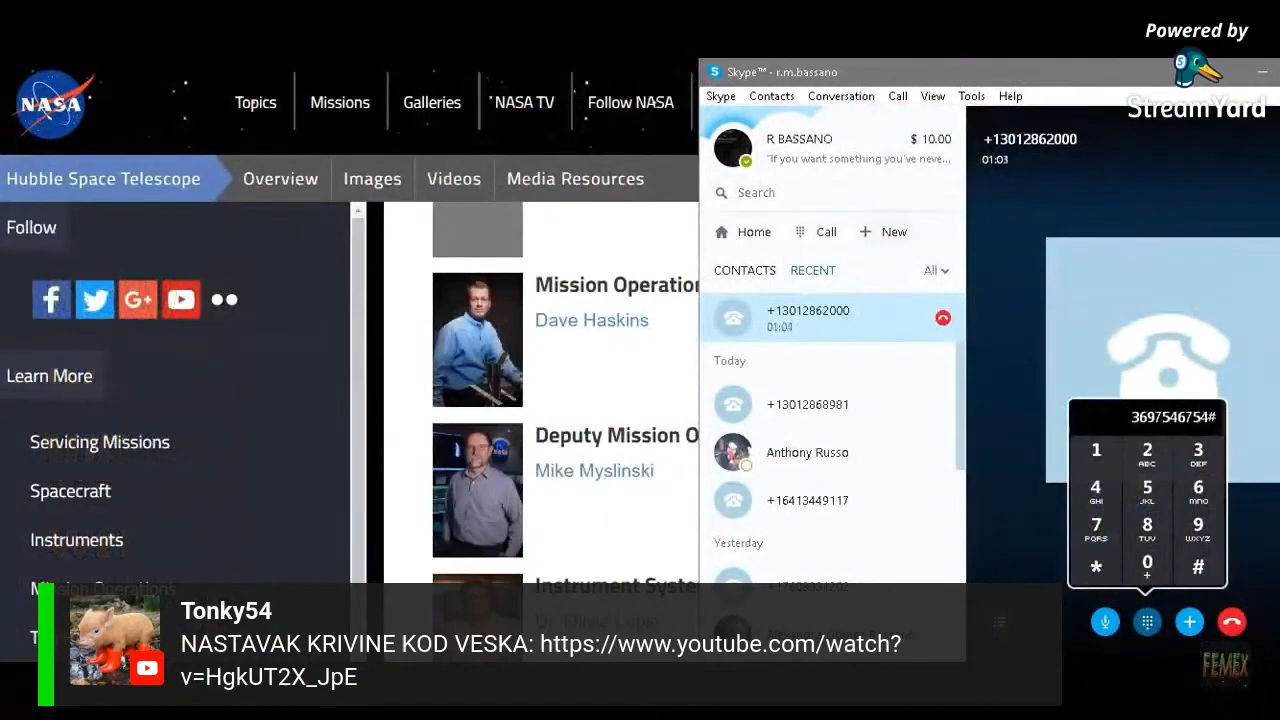 Powered by
StreamYard
NASA
Topics
Missions
Galleries
NASA TV
Follow NASA
Hubble Space Telescope
Overview
Images
Videos
Media Resources
Follow
Learn More
Servicing Missions
Spacecraft
Instruments
Mission Operations
Mission Operation
Dave Haskins
Deputy Mission O
Mike Myslinski
Instrument Syste
Skype™ - r.m.bassano
Skype Contacts Conversation Call View Tools Help
R BASSANO $ 10.00
"If you want something you've neve...
Search
Home Call New
CONTACTS RECENT All
+13012862000
01:04
Today
+13012868981
Anthony Russo
+16413449117
Yesterday
+13012862000
01:03
3697546754#
1 2 3
ABC DEF
4 5 6
GHI JKL mno
7 8 9
PQRS TUV WXYZ
* 0 #
+
Tonky54
NASTAVAK KRIVINE KOD VESKA: https://www.youtube.com/watch?
v=HgkUT2X_JpE
FEMEX